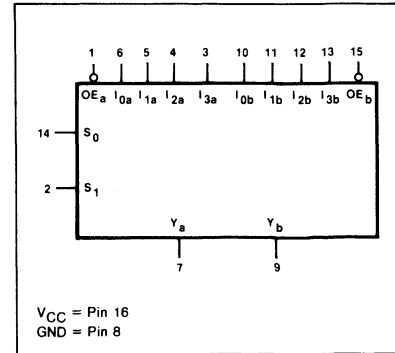 1 6 5 4 3 10 11 12 13 15
OEa I0a I1a I2a I3a I0b I1b I2b I3b OEb
14 S0
2 S1
Ya Yb
7 9
VCC = Pin 16
GND = Pin 8